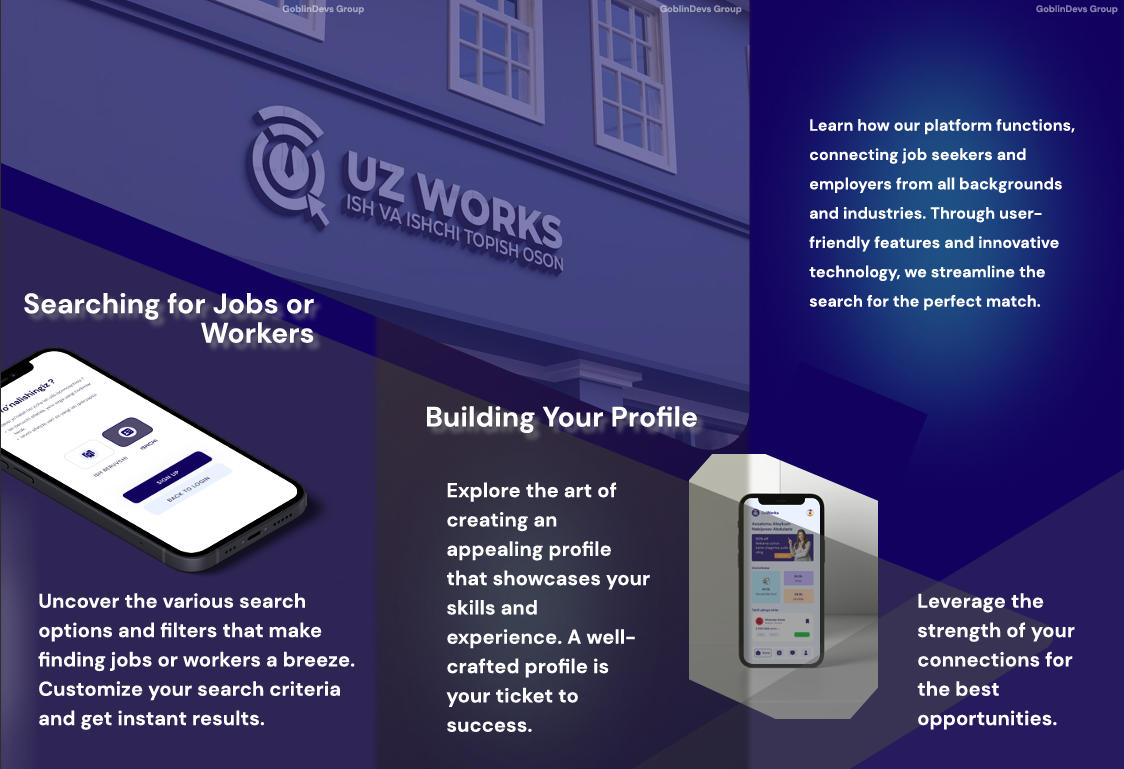 GoblinDevs Group
GoblinDevs Group
GoblinDevs Group
UZ WORKS
ISH VA ISHCHI TOPISH OSON
Learn how our platform functions,
connecting job seekers and
employers from all backgrounds
and industries. Through user-
friendly features and innovative
technology, we streamline the
search for the perfect match.
Searching for Jobs or
Workers
ISH BERUVCHI
ISHCHI
SIGN UP
BACK TO LOGIN
Uncover the various search
options and filters that make
finding jobs or workers a breeze.
Customize your search criteria
and get instant results.
Building Your Profile
Explore the art of
creating an
appealing profile
that showcases your
skills and
experience. A well-
crafted profile is
your ticket to
success.
Leverage the
strength of your
connections for
the best
opportunities.